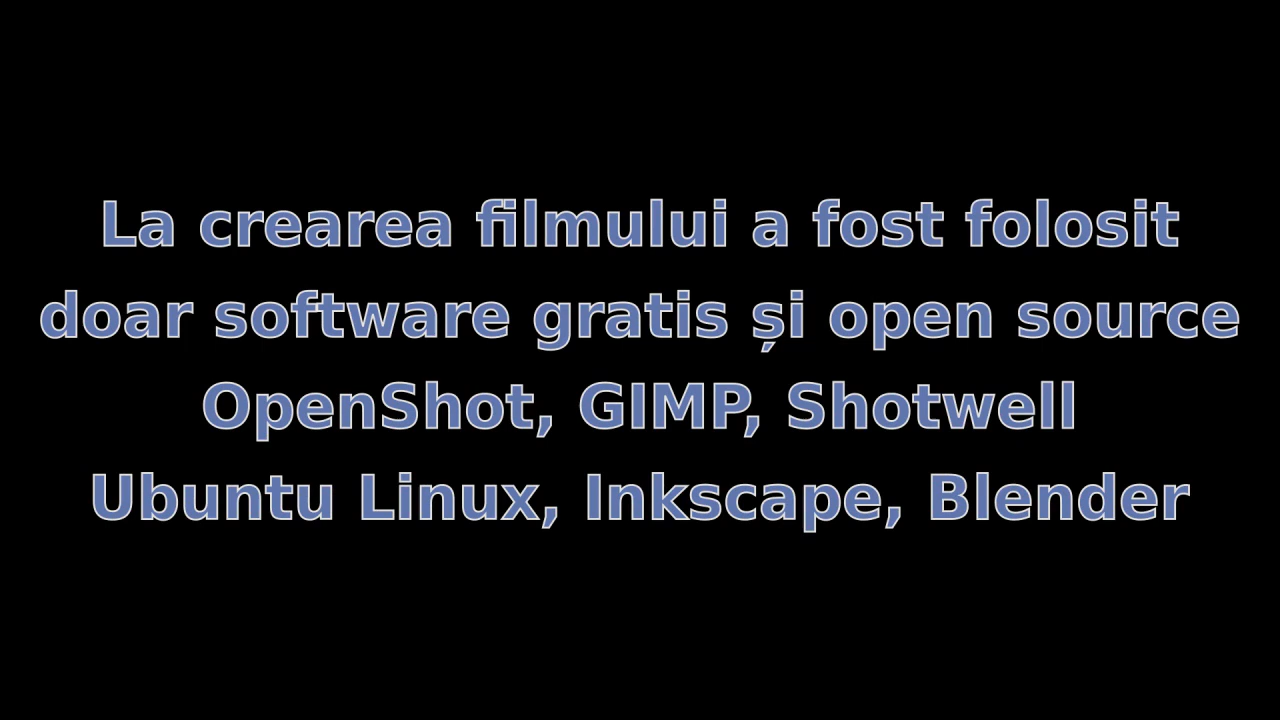 La crearea filmului a fost folosit
doar software gratis și open source
OpenShot, GIMP, Shotwell
Ubuntu Linux, Inkscape, Blender